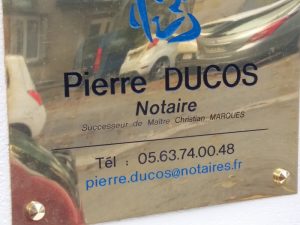 Pierre DUCOS
Notaire
Successeur de Maître Christian MARQUES
Tél : 05.63.74.00.48
pierre.ducos@notaires.fr